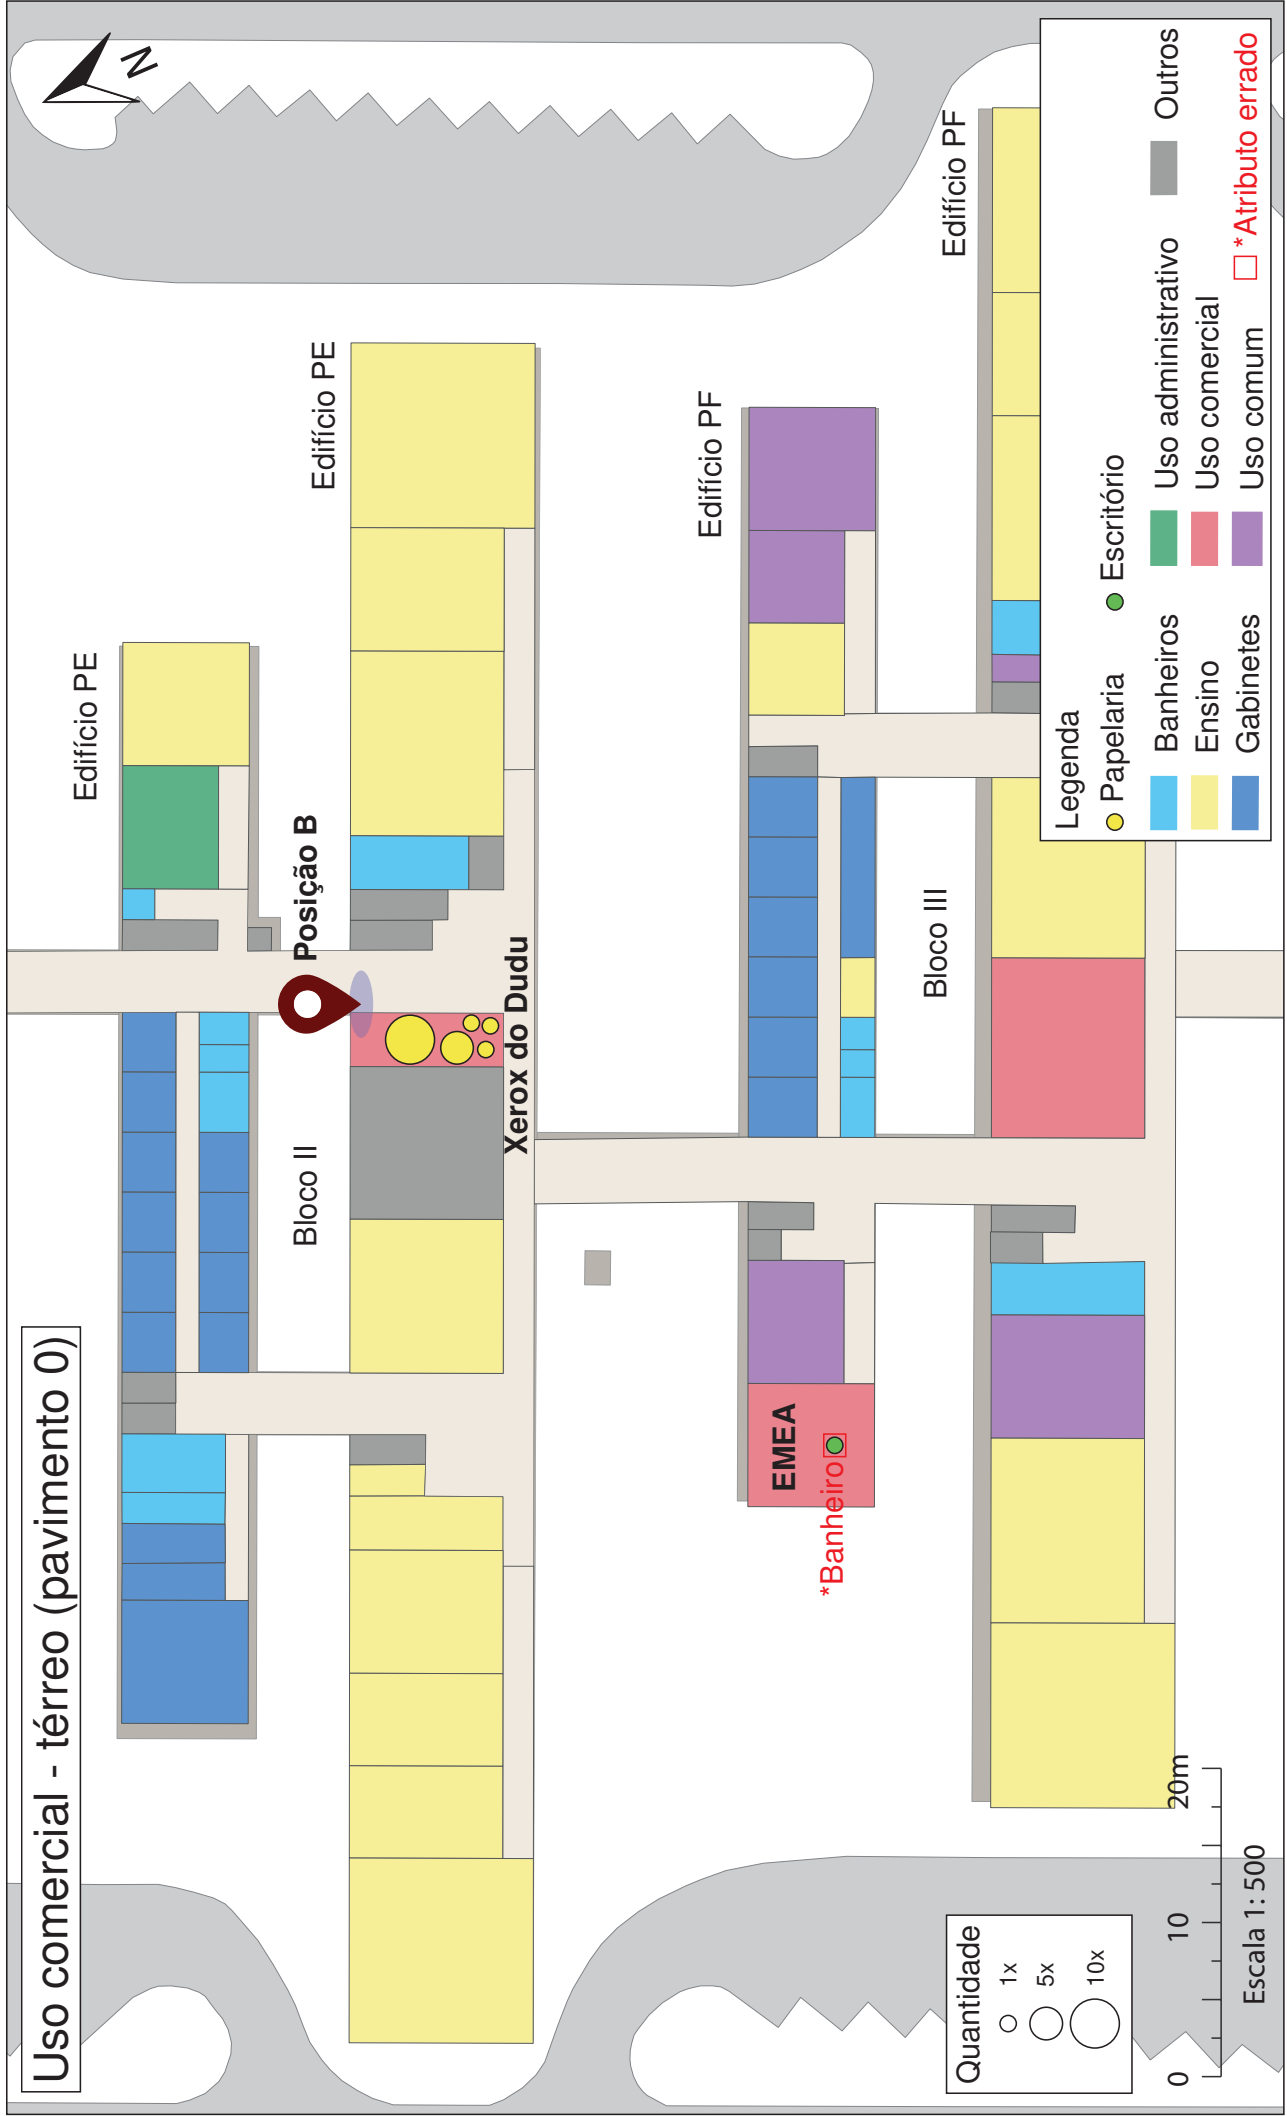 Uso comercial - térreo (pavimento 0)
N
Edifício PE
Edifício PE
Posição B
Bloco II
Xerox do Dudu
Edifício PF
Edifício PF
Bloco III
EMEA
*Banheiro
Quantidade
1x
5x
10x
0 10 20m
Escala 1: 500
Legenda
Papelaria Escritório
Banheiros Uso administrativo Outros
Ensino Uso comercial
Gabinetes Uso comum *Atributo errado